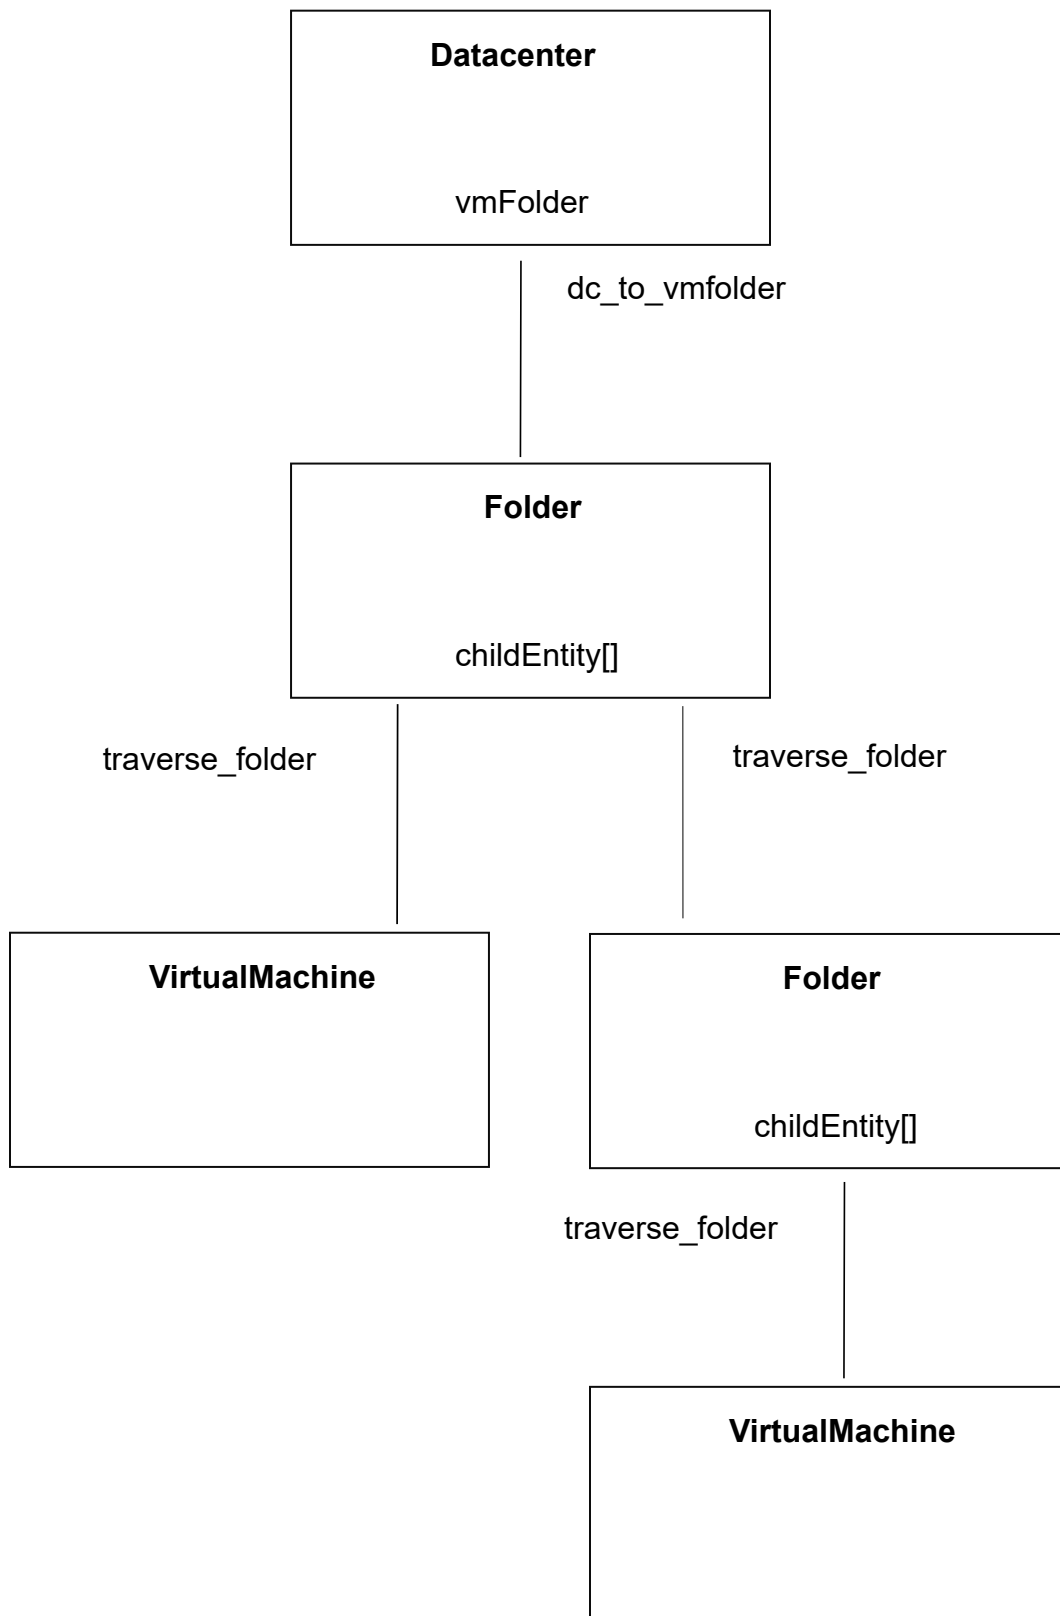 Datacenter
vmFolder
dc_to_vmfolder
Folder
childEntity[]
traverse_folder
traverse_folder
VirtualMachine
Folder
childEntity[]
traverse_folder
VirtualMachine